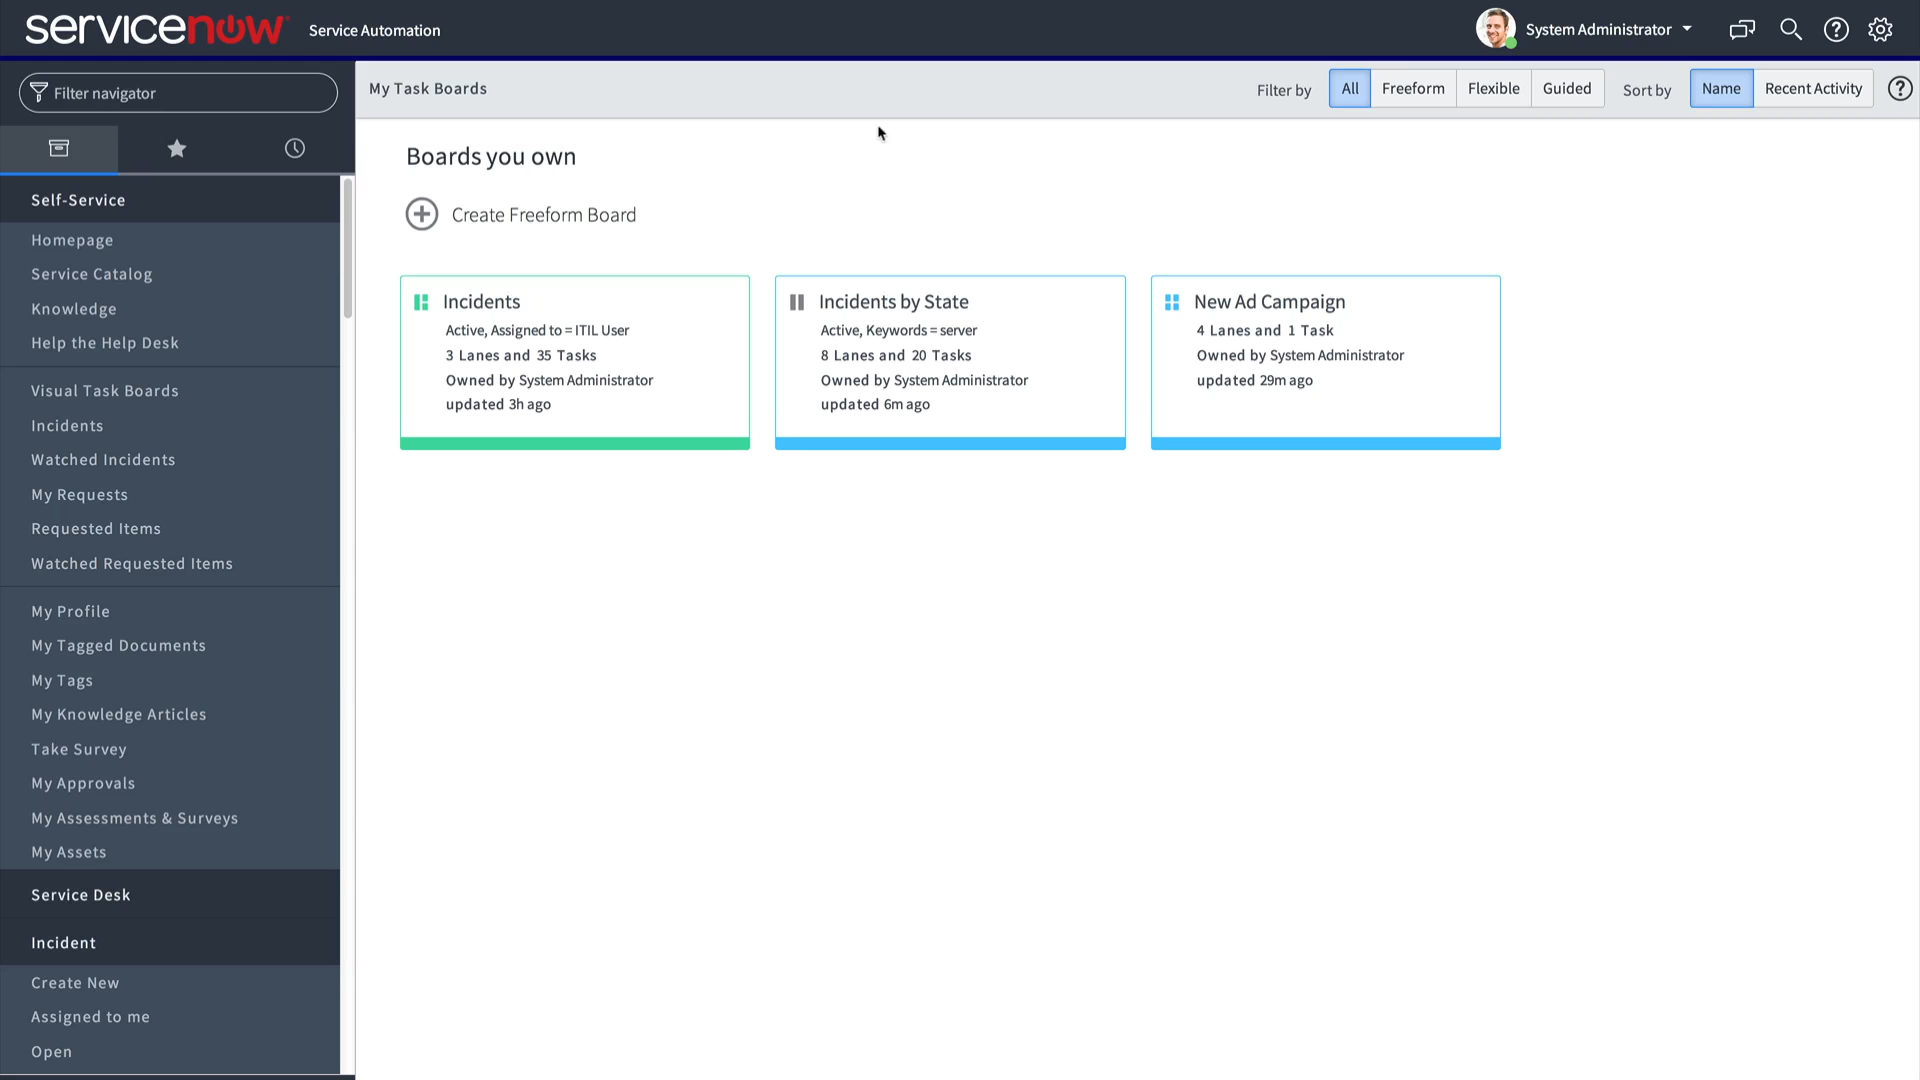 servicenow Service Automation
System Administrator
Filter navigator
My Task Boards
Filter by All Freeform Flexible Guided Sort by Name Recent Activity
Self-Service
Homepage
Service Catalog
Knowledge
Help the Help Desk
Visual Task Boards
Incidents
Watched Incidents
My Requests
Requested Items
Watched Requested Items
My Profile
My Tagged Documents
My Tags
My Knowledge Articles
Take Survey
My Approvals
My Assessments & Surveys
My Assets
Service Desk
Incident
Create New
Assigned to me
Open
Boards you own
Create Freeform Board
Incidents
Active, Assigned to = ITIL User
3 Lanes and 35 Tasks
Owned by System Administrator
updated 3h ago
Incidents by State
Active, Keywords = server
8 Lanes and 20 Tasks
Owned by System Administrator
updated 6m ago
New Ad Campaign
4 Lanes and 1 Task
Owned by System Administrator
updated 29m ago